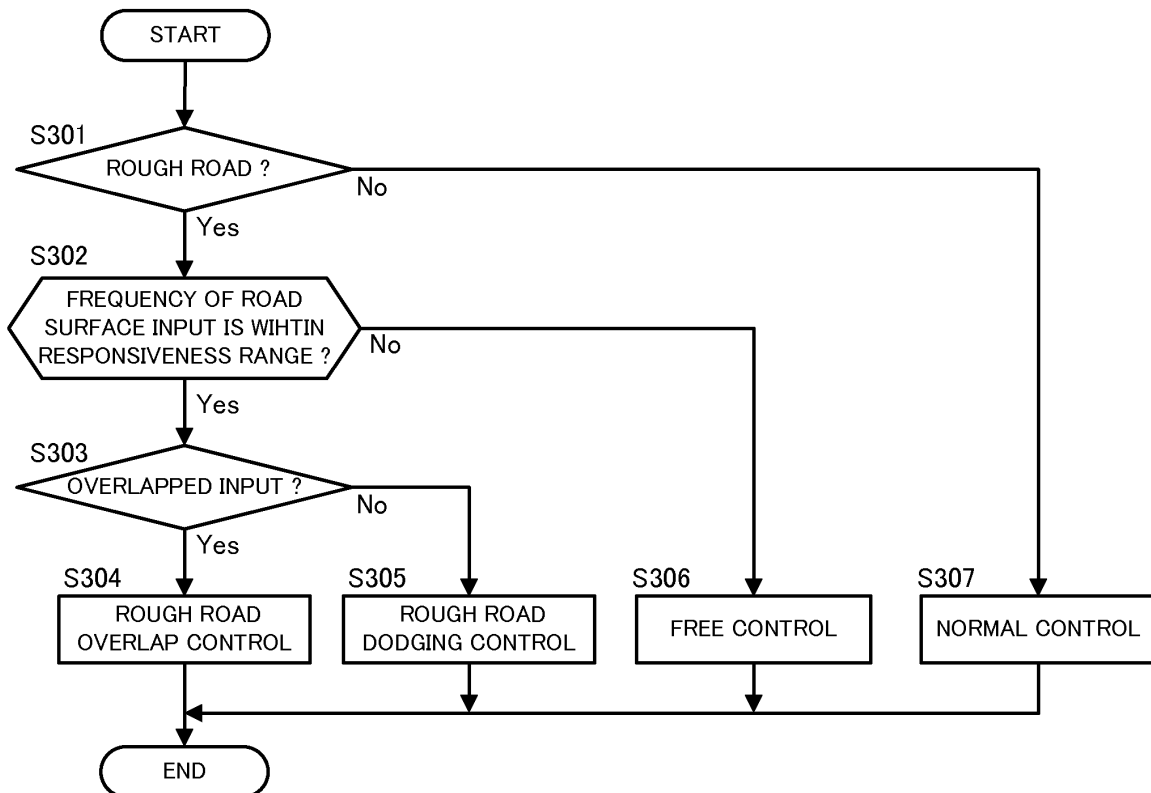 START
S301
ROUGH ROAD ?
No
Yes
S302
FREQUENCY OF ROAD
SURFACE INPUT IS WIHTIN
RESPONSIVENESS RANGE ?
No
Yes
S303
OVERLAPPED INPUT ?
No
Yes
S304
ROUGH ROAD
OVERLAP CONTROL
S305
ROUGH ROAD
DODGING CONTROL
S306
FREE CONTROL
S307
NORMAL CONTROL
END